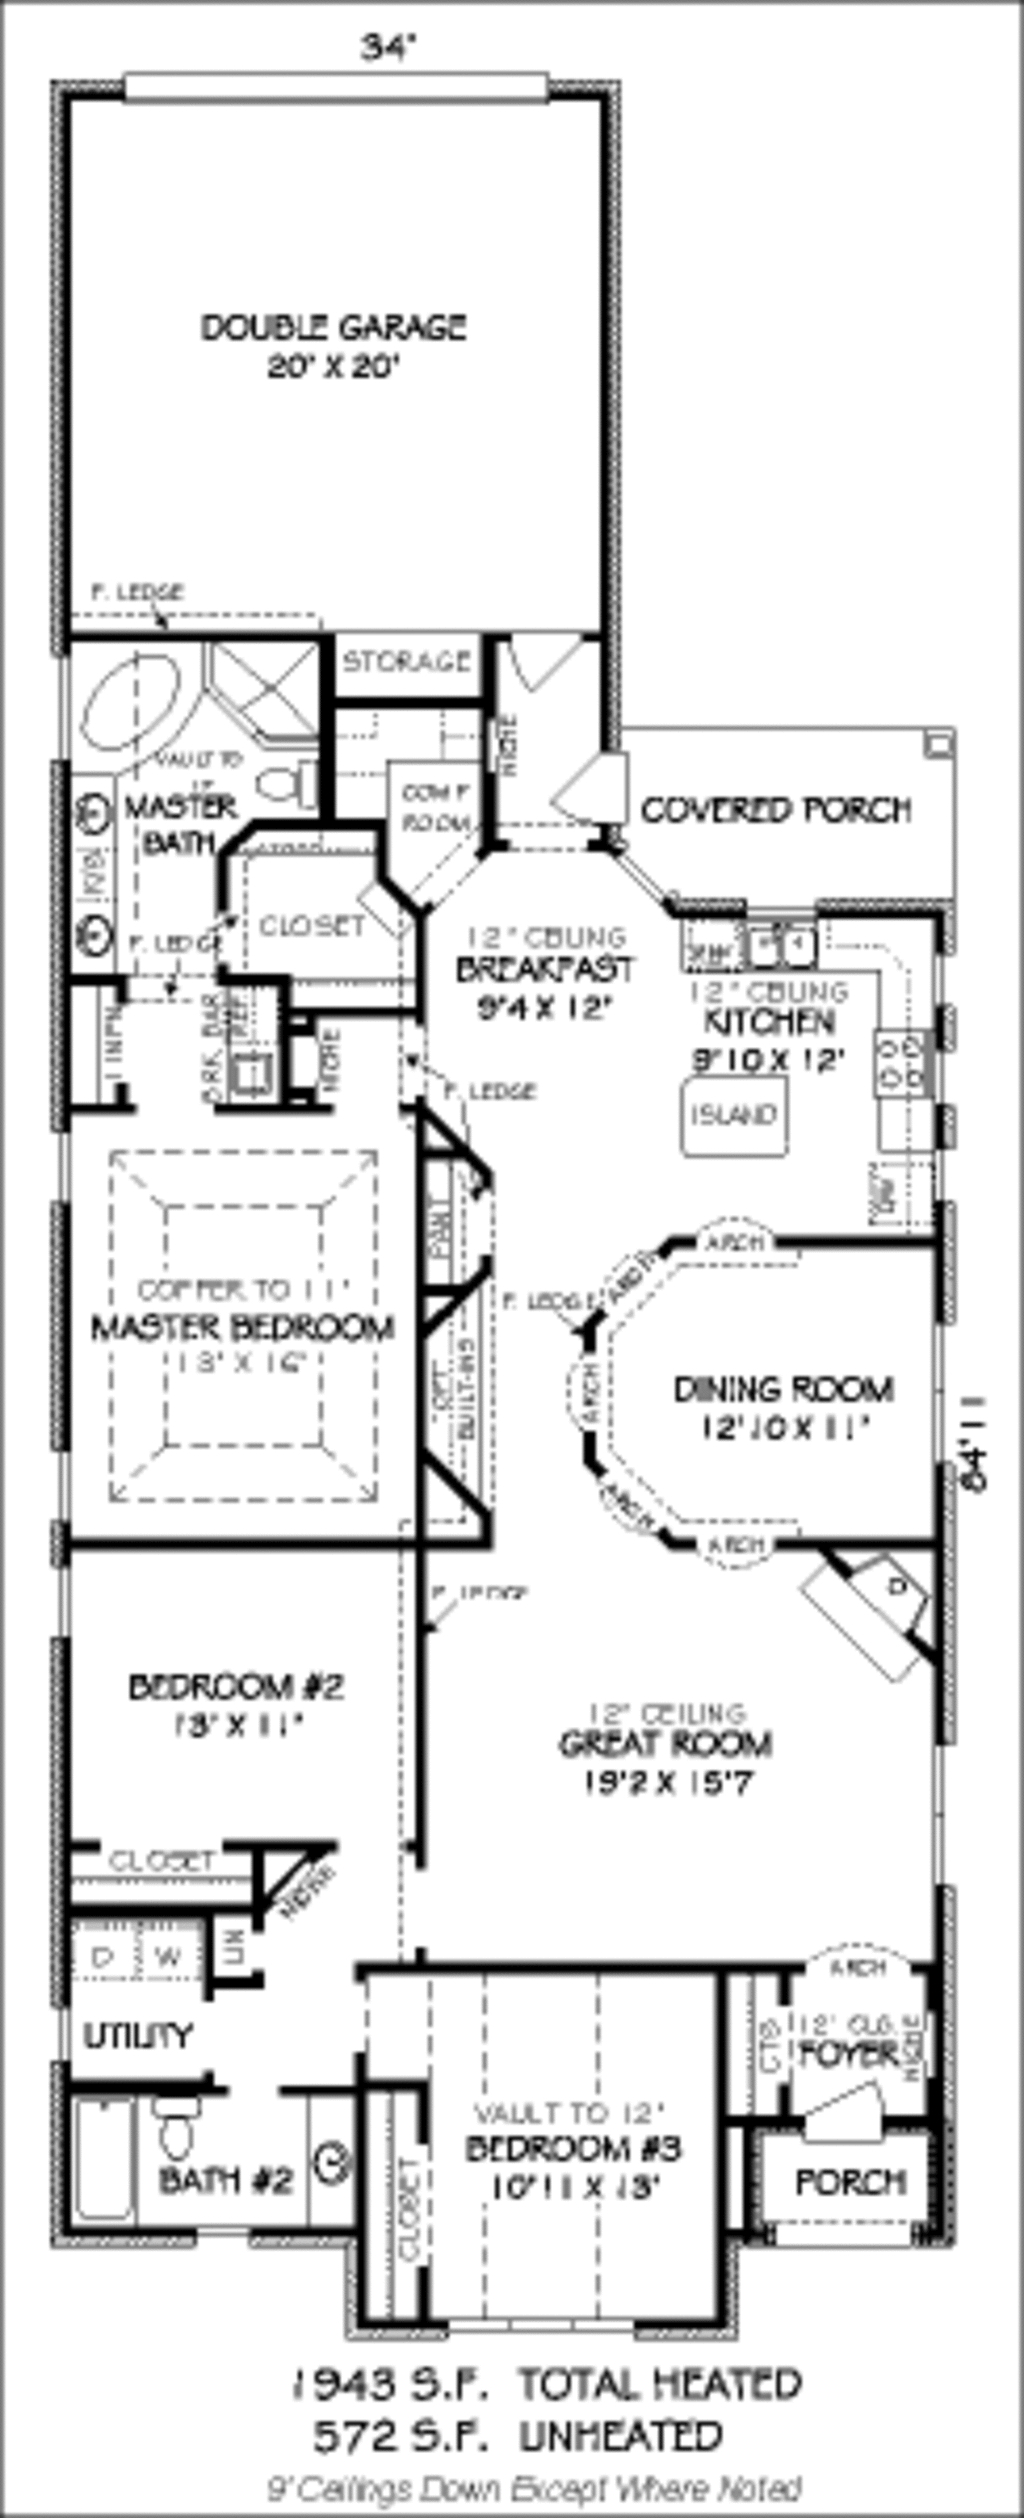 34'
DOUBLE GARAGE
20' X 20'
F. LEDGE
STORAGE
NICHE
VAULT TO
MASTER
BATH
COMP
ROOM
COVERED PORCH
K/S
F. LEDGE
CLOSET
12' CEILING
BREAKFAST
9'4 X 12'
REF
12' CEILING
KITCHEN
9'10 X 12'
ISLAND
LINEN
BRK. BAR
REF
NICHE
F. LEDGE
DW
PANT
COFFER TO 11'
MASTER BEDROOM
13' X 16'
ARCH
ARCH
F. LEDGE
ARCH
BUILT-INS
DINING ROOM
12'10 X 11'
84'11
ARCH
ARCH
F. LEDGE
BEDROOM #2
13' X 11'
12' CEILING
GREAT ROOM
19'2 X 15'7
CLOSET
NICHE
D W
LIN
UTILITY
ARCH
CTS
12' CLG.
FOYER
NICHE
VAULT TO 12'
BEDROOM #3
10'11 X 13'
BATH #2
CLOSET
PORCH
1943 S.F. TOTAL HEATED
572 S.F. UNHEATED
9' Ceilings Down Except Where Noted